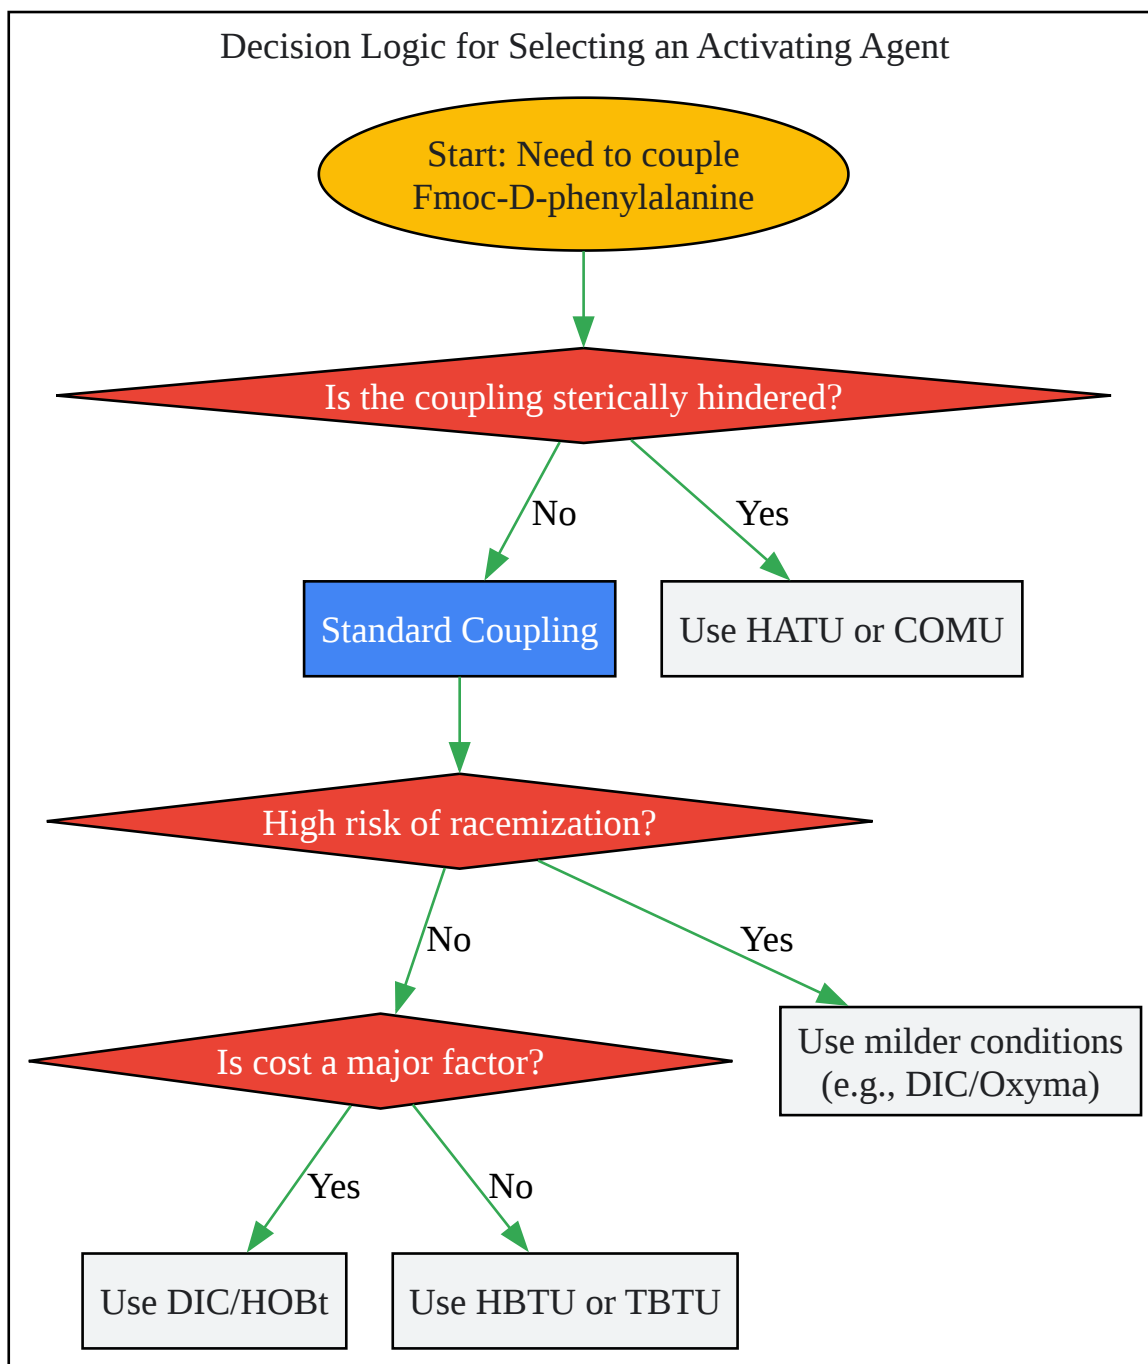 Decision Logic for Selecting an Activating Agent
Start: Need to couple
Fmoc-D-phenylalanine
Is the coupling sterically hindered?
No
Yes
Standard Coupling
Use HATU or COMU
High risk of racemization?
No
Yes
Is cost a major factor?
Use milder conditions
(e.g., DIC/Oxyma)
Yes
No
Use DIC/HOBt
Use HBTU or TBTU